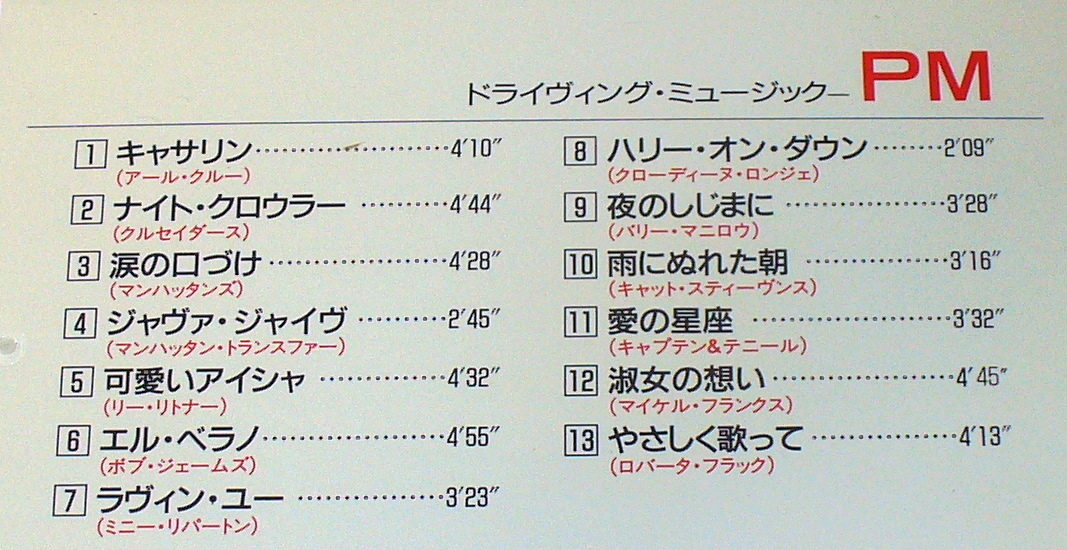 ドライヴィング・ミュージック—PM
1 キャサリン……………………4′10″
(アール・クルー)
2 ナイト・クロウラー …………4′44″
(クルセイダース)
3 涙の口づけ……………………4′28″
(マンハッタンズ)
4 ジャヴァ・ジャイヴ …………2′45″
(マンハッタン・トランスファー)
5 可愛いアイシャ ………………4′32″
(リー・リトナー)
6 エル・ベラノ…………………4′55″
(ボブ・ジェームズ)
7 ラヴィン・ユー ………………3′23″
(ミニー・リパートン)
8 ハリー・オン・ダウン ………2′09″
(クローディーヌ・ロンジェ)
9 夜のしじまに …………………3′28″
(バリー・マニロウ)
10 雨にぬれた朝 …………………3′16″
(キャット・スティーヴンス)
11 愛の星座 ………………………3′32″
(キャプテン&テニール)
12 淑女の想い……………………4′45″
(マイケル・フランクス)
13 やさしく歌って ………………4′13″
(ロバータ・フラック)